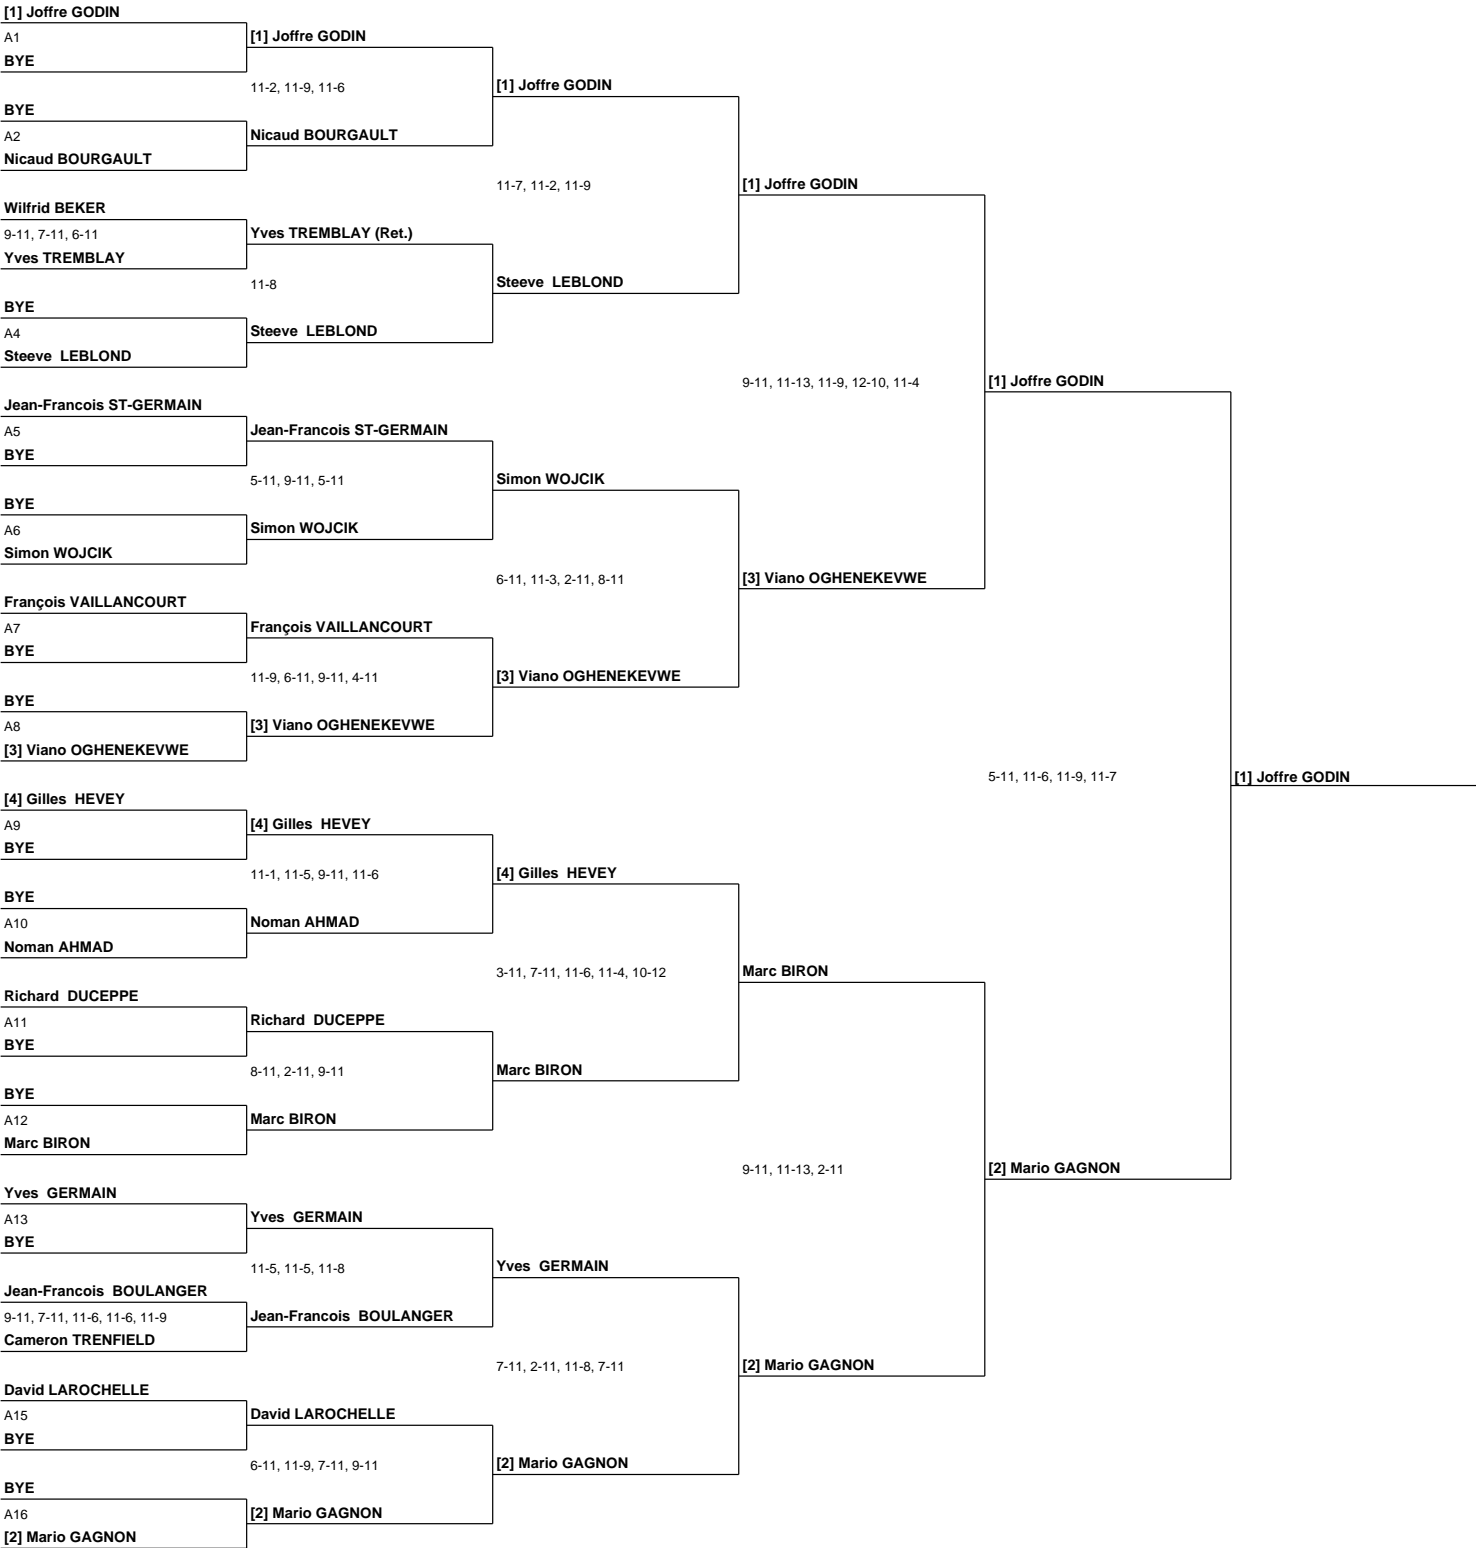 [1] Joffre GODIN
A1
BYE
[1] Joffre GODIN
11-2, 11-9, 11-6
[1] Joffre GODIN
BYE
A2
Nicaud BOURGAULT
Nicaud BOURGAULT
11-7, 11-2, 11-9
[1] Joffre GODIN
Wilfrid BEKER
9-11, 7-11, 6-11
Yves TREMBLAY
Yves TREMBLAY (Ret.)
11-8
Steeve LEBLOND
BYE
A4
Steeve LEBLOND
Steeve LEBLOND
9-11, 11-13, 11-9, 12-10, 11-4
[1] Joffre GODIN
Jean-Francois ST-GERMAIN
A5
BYE
Jean-Francois ST-GERMAIN
5-11, 9-11, 5-11
Simon WOJCIK
BYE
A6
Simon WOJCIK
Simon WOJCIK
6-11, 11-3, 2-11, 8-11
[3] Viano OGHENEKEVWE
François VAILLANCOURT
A7
BYE
François VAILLANCOURT
11-9, 6-11, 9-11, 4-11
[3] Viano OGHENEKEVWE
BYE
A8
[3] Viano OGHENEKEVWE
[3] Viano OGHENEKEVWE
5-11, 11-6, 11-9, 11-7
[1] Joffre GODIN
[4] Gilles HEVEY
A9
BYE
[4] Gilles HEVEY
11-1, 11-5, 9-11, 11-6
[4] Gilles HEVEY
BYE
A10
Noman AHMAD
Noman AHMAD
3-11, 7-11, 11-6, 11-4, 10-12
Marc BIRON
Richard DUCEPPE
A11
BYE
Richard DUCEPPE
8-11, 2-11, 9-11
Marc BIRON
BYE
A12
Marc BIRON
Marc BIRON
9-11, 11-13, 2-11
[2] Mario GAGNON
Yves GERMAIN
A13
BYE
Yves GERMAIN
11-5, 11-5, 11-8
Yves GERMAIN
Jean-Francois BOULANGER
9-11, 7-11, 11-6, 11-6, 11-9
Cameron TRENFIELD
Jean-Francois BOULANGER
7-11, 2-11, 11-8, 7-11
[2] Mario GAGNON
David LAROCHELLE
A15
BYE
David LAROCHELLE
6-11, 11-9, 7-11, 9-11
[2] Mario GAGNON
BYE
A16
[2] Mario GAGNON
[2] Mario GAGNON